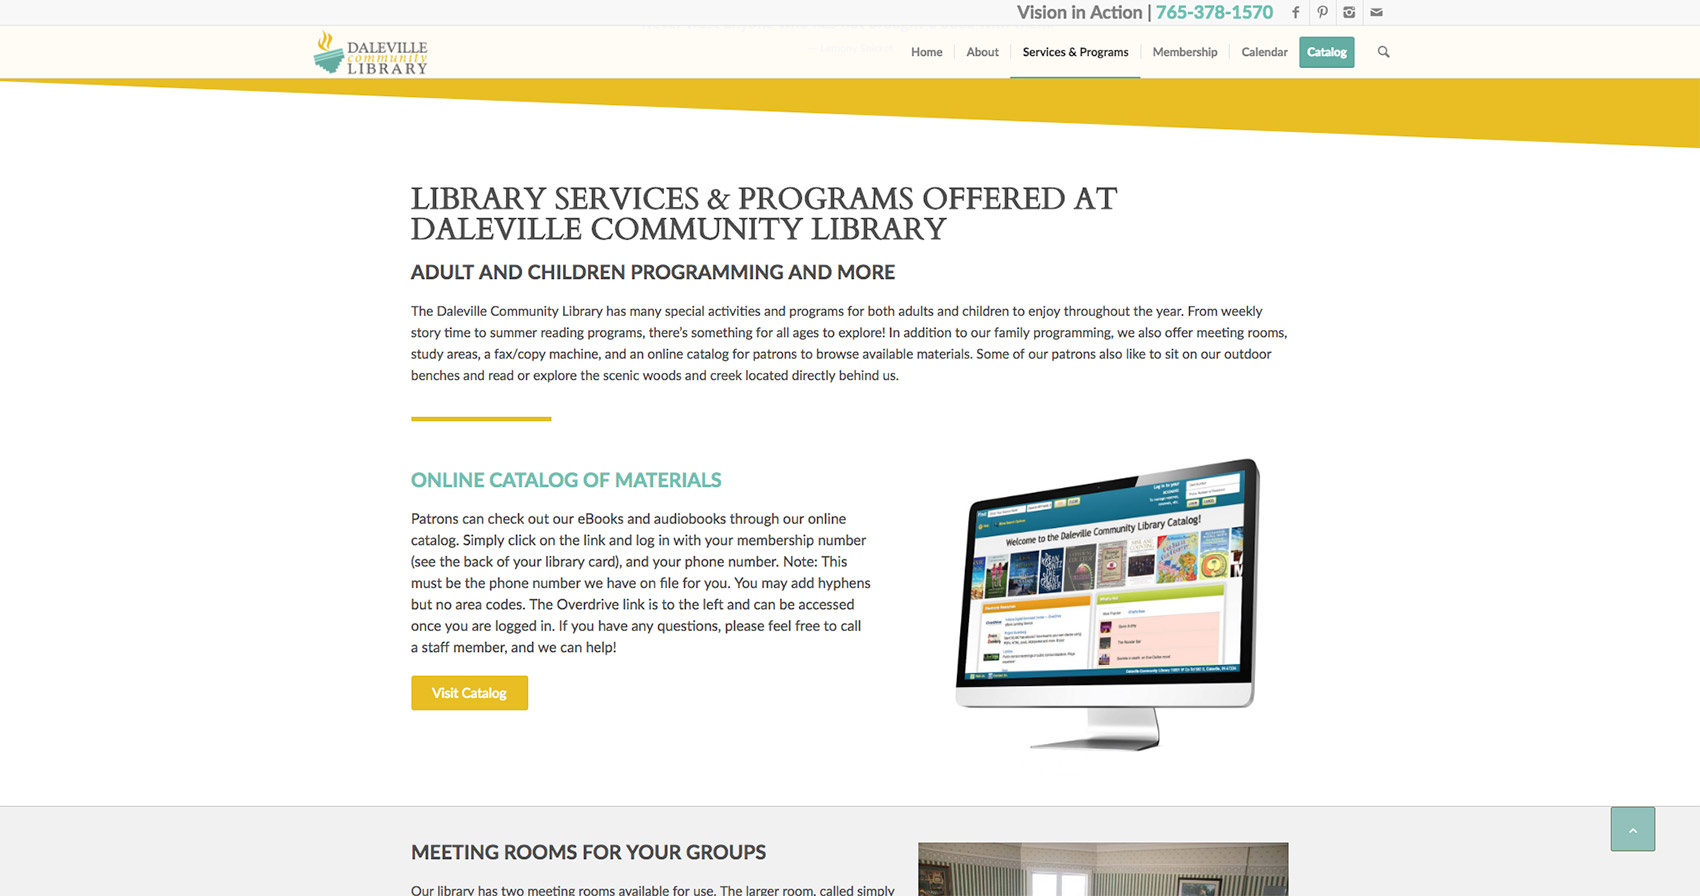 Vision in Action | 765-378-1570
DALEVILLE
community
LIBRARY
Home
About
Services & Programs
Membership
Calendar
Catalog
LIBRARY SERVICES & PROGRAMS OFFERED AT
DALEVILLE COMMUNITY LIBRARY
ADULT AND CHILDREN PROGRAMMING AND MORE
The Daleville Community Library has many special activities and programs for both adults and children to enjoy throughout the year. From weekly
story time to summer reading programs, there's something for all ages to explore! In addition to our family programming, we also offer meeting rooms,
study areas, a fax/copy machine, and an online catalog for patrons to browse available materials. Some of our patrons also like to sit on our outdoor
benches and read or explore the scenic woods and creek located directly behind us.
ONLINE CATALOG OF MATERIALS
Patrons can check out our eBooks and audiobooks through our online
catalog. Simply click on the link and log in with your membership number
(see the back of your library card), and your phone number. Note: This
must be the phone number we have on file for you. You may add hyphens
but no area codes. The Overdrive link is to the left and can be accessed
once you are logged in. If you have any questions, please feel free to call
a staff member, and we can help!
Visit Catalog
Welcome to the Daleville Community Library Catalog!
MEETING ROOMS FOR YOUR GROUPS
Our library has two meeting rooms available for use. The larger room, called simply